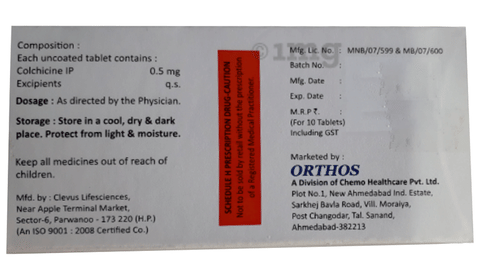 Composition :
Each uncoated tablet contains :
Colchicine IP 0.5 mg
Excipients q.s.
Dosage : As directed by the Physician.
Storage : Store in a cool, dry & dark
place. Protect from light & moisture.
Keep all medicines out of reach of
children.
Mfd. by : Clevus Lifesciences,
Near Apple Terminal Market,
Sector-6, Parwanoo - 173 220 (H.P.)
(An ISO 9001 : 2008 Certified Co.)
SCHEDULE H PRESCRIPTION DRUG-CAUTION
Not to be sold by retail without the prescription
of a Registered Medical Practitioner.
1mg
Mfg. Lic. No. : MNB/07/599 & MB/07/600
Batch No. :
Mfg. Date :
Exp. Date :
M.R.P ₹. :
(For 10 Tablets)
Including GST
Marketed by :
ORTHOS
A Division of Chemo Healthcare Pvt. Ltd.
Plot No.1, New Ahmedabad Ind. Estate,
Sarkhej Bavla Road, Vill. Moraiya,
Post Changodar, Tal. Sanand,
Ahmedabad-382213